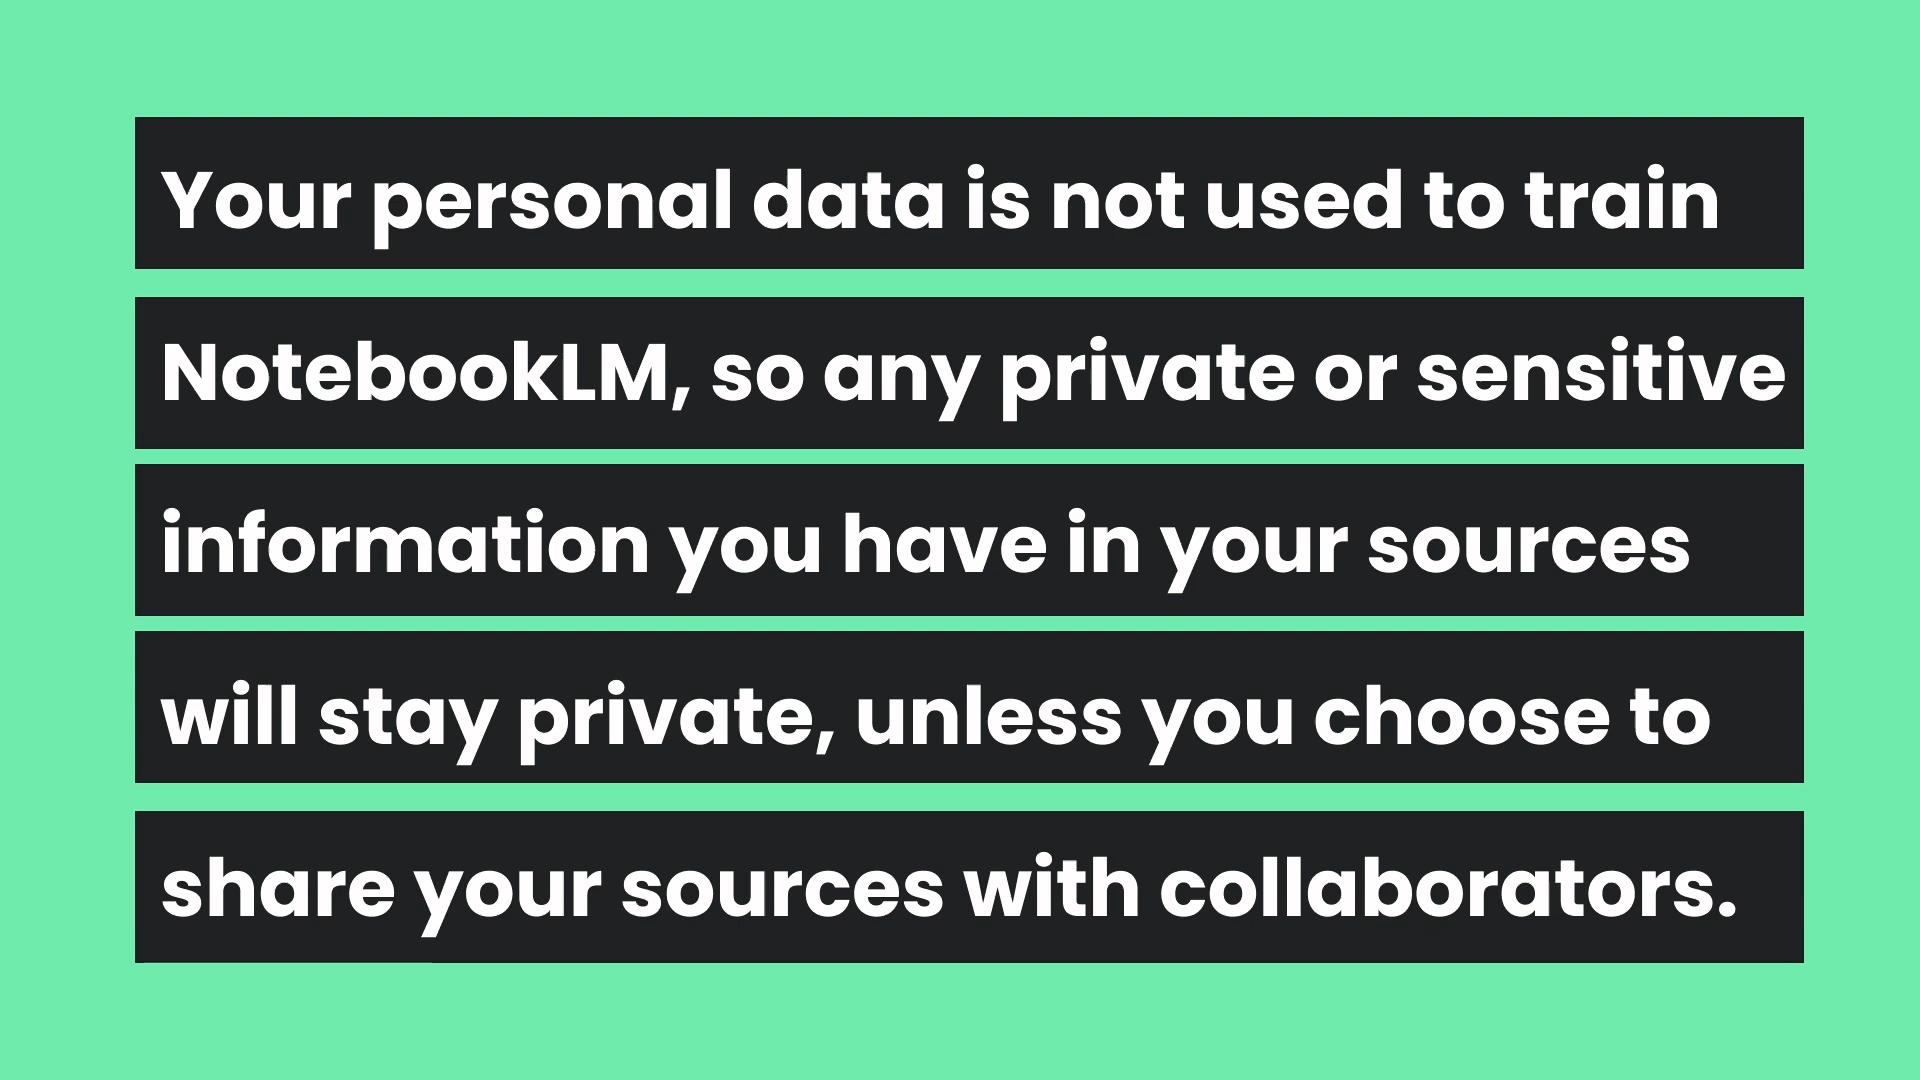 Your personal data is not used to train
NotebookLM, so any private or sensitive
information you have in your sources
will stay private, unless you choose to
share your sources with collaborators.